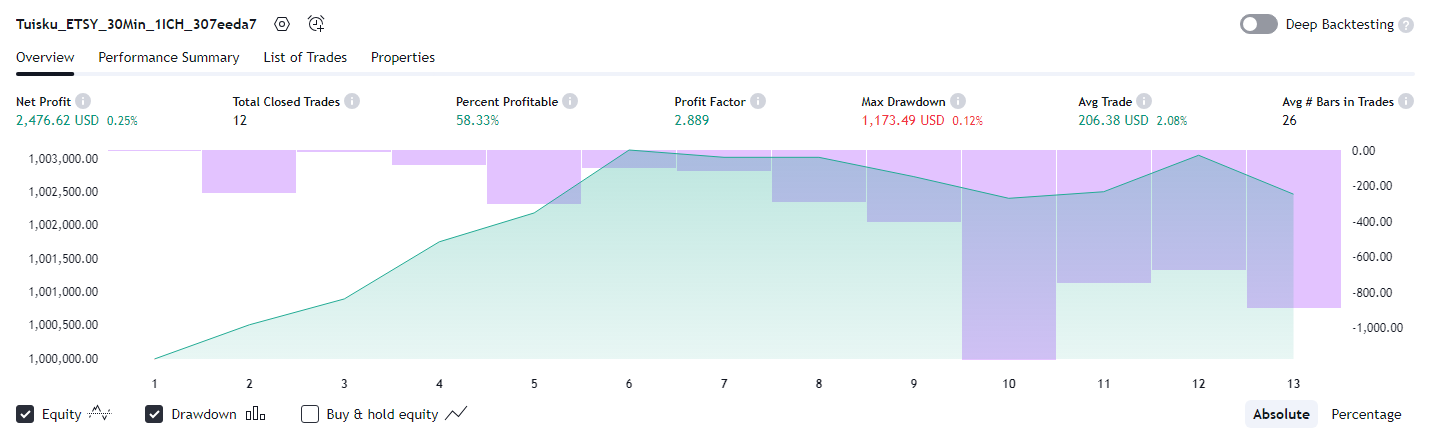 Tuisku_ETSY_30Min_1ICH_307eeda7
Deep Backtesting ?
Overview Performance Summary List of Trades Properties
Net Profit Total Closed Trades Percent Profitable Profit Factor Max Drawdown Avg Trade Avg # Bars in Trades
2,476.62 USD 0.25% 12 58.33% 2.889 1,173.49 USD 0.12% 206.38 USD 2.08% 26
1,003,000.00 0.00
1,002,500.00 -200.00
1,002,000.00 -400.00
1,001,500.00 -600.00
1,001,000.00 -800.00
1,000,500.00 -1,000.00
1,000,000.00
1 2 3 4 5 6 7 8 9 10 11 12 13
Equity Drawdown Buy & hold equity Absolute Percentage